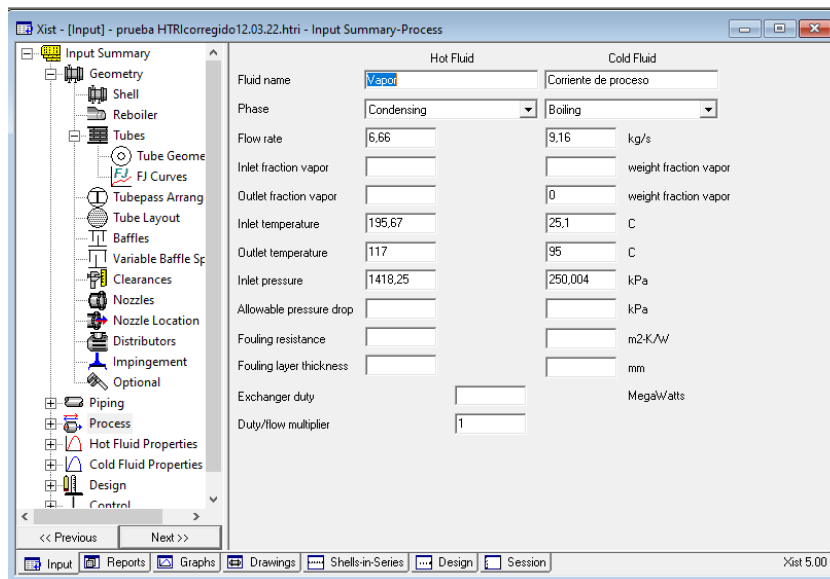 Xist - [Input] - prueba HTRIcorregido12.03.22.htri - Input Summary-Process
Input Summary
Geometry
Shell
Reboiler
Tubes
Tube Geome
FJ Curves
Tubepass Arrang
Tube Layout
Baffles
Variable Baffle Sp
Clearances
Nozzles
Nozzle Location
Distributors
Impingement
Optional
Piping
Process
Hot Fluid Properties
Cold Fluid Properties
Design
Control
<< Previous Next >>
Hot Fluid Cold Fluid
Fluid name Vapor Corriente de proceso
Phase Condensing Boiling
Flow rate 6,66 9,16 kg/s
Inlet fraction vapor weight fraction vapor
Outlet fraction vapor 0 weight fraction vapor
Inlet temperature 195,67 25,1 C
Outlet temperature 117 95 C
Inlet pressure 1418,25 250,004 kPa
Allowable pressure drop kPa
Fouling resistance m2-K/W
Fouling layer thickness mm
Exchanger duty MegaWatts
Duty/flow multiplier 1
Input Reports Graphs Drawings Shells-in-Series Design Session Xist 5.00